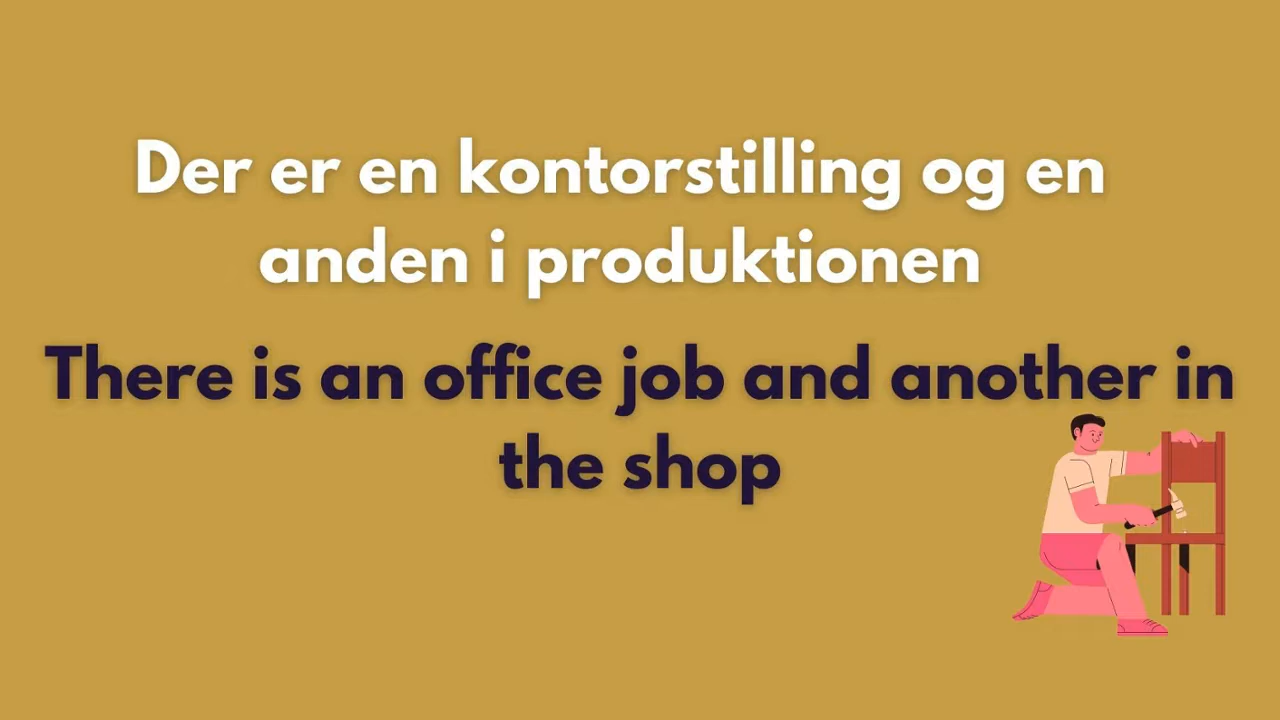 Der er en kontorstilling og en
anden i produktionen
There is an office job and another in
the shop